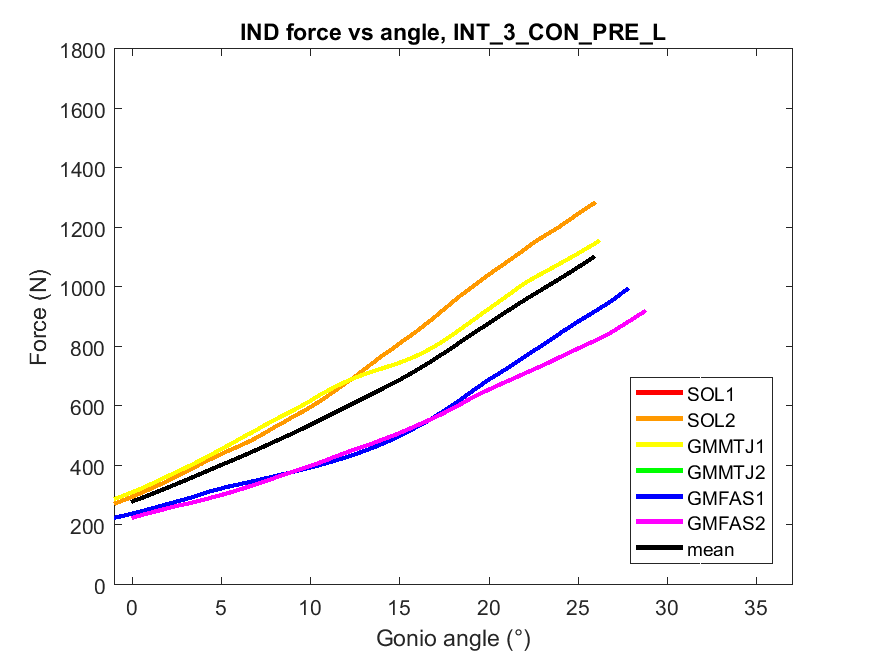 IND force vs angle, INT_3_CON_PRE_L
1800
1600
1400
1200
1000
800
600
400
200
0
Force (N)
0 5 10 15 20 25 30 35
Gonio angle (°)
SOL1
SOL2
GMMTJ1
GMMTJ2
GMFAS1
GMFAS2
mean